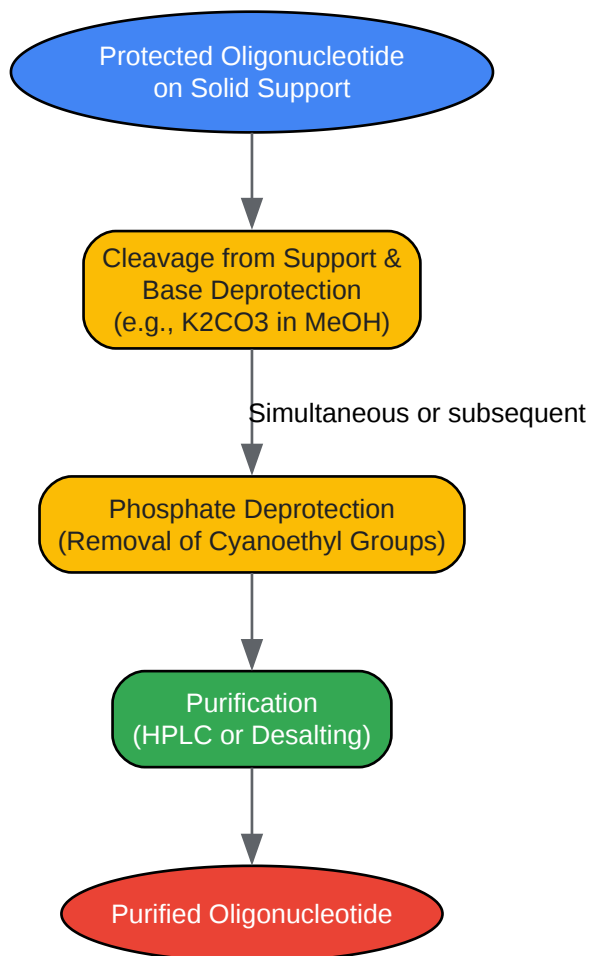 Protected Oligonucleotide
on Solid Support
Cleavage from Support &
Base Deprotection
(e.g., K2CO3 in MeOH)
Simultaneous or subsequent
Phosphate Deprotection
(Removal of Cyanoethyl Groups)
Purification
(HPLC or Desalting)
Purified Oligonucleotide